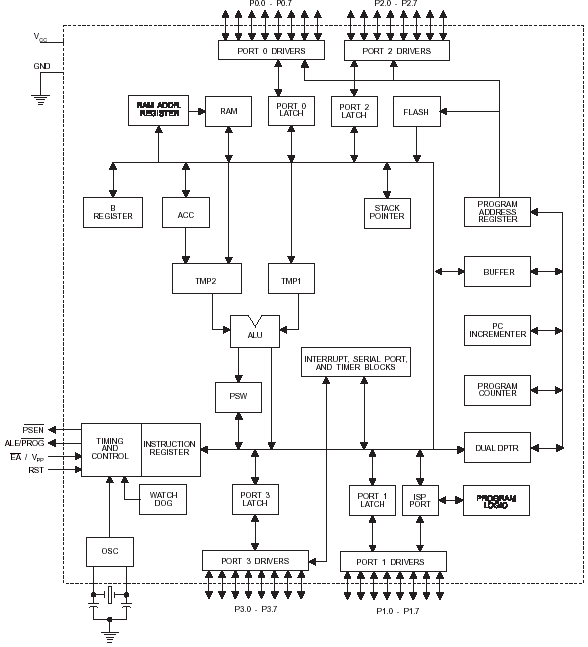 P0.0 - P0.7
P2.0 - P2.7
VCC
GND
PORT 0 DRIVERS
PORT 2 DRIVERS
RAM ADDR.
REGISTER
RAM
PORT 0
LATCH
PORT 2
LATCH
FLASH
B
REGISTER
ACC
STACK
POINTER
PROGRAM
ADDRESS
REGISTER
TMP2
TMP1
BUFFER
ALU
PC
INCREMENTER
INTERRUPT, SERIAL PORT,
AND TIMER BLOCKS
PSW
PROGRAM
COUNTER
PSEN
ALE/PROG
EA / VPP
RST
TIMING
AND
CONTROL
INSTRUCTION
REGISTER
DUAL DPTR
WATCH
DOG
PORT 3
LATCH
PORT 1
LATCH
ISP
PORT
PROGRAM
LOGIC
OSC
PORT 3 DRIVERS
PORT 1 DRIVERS
P3.0 - P3.7
P1.0 - P1.7